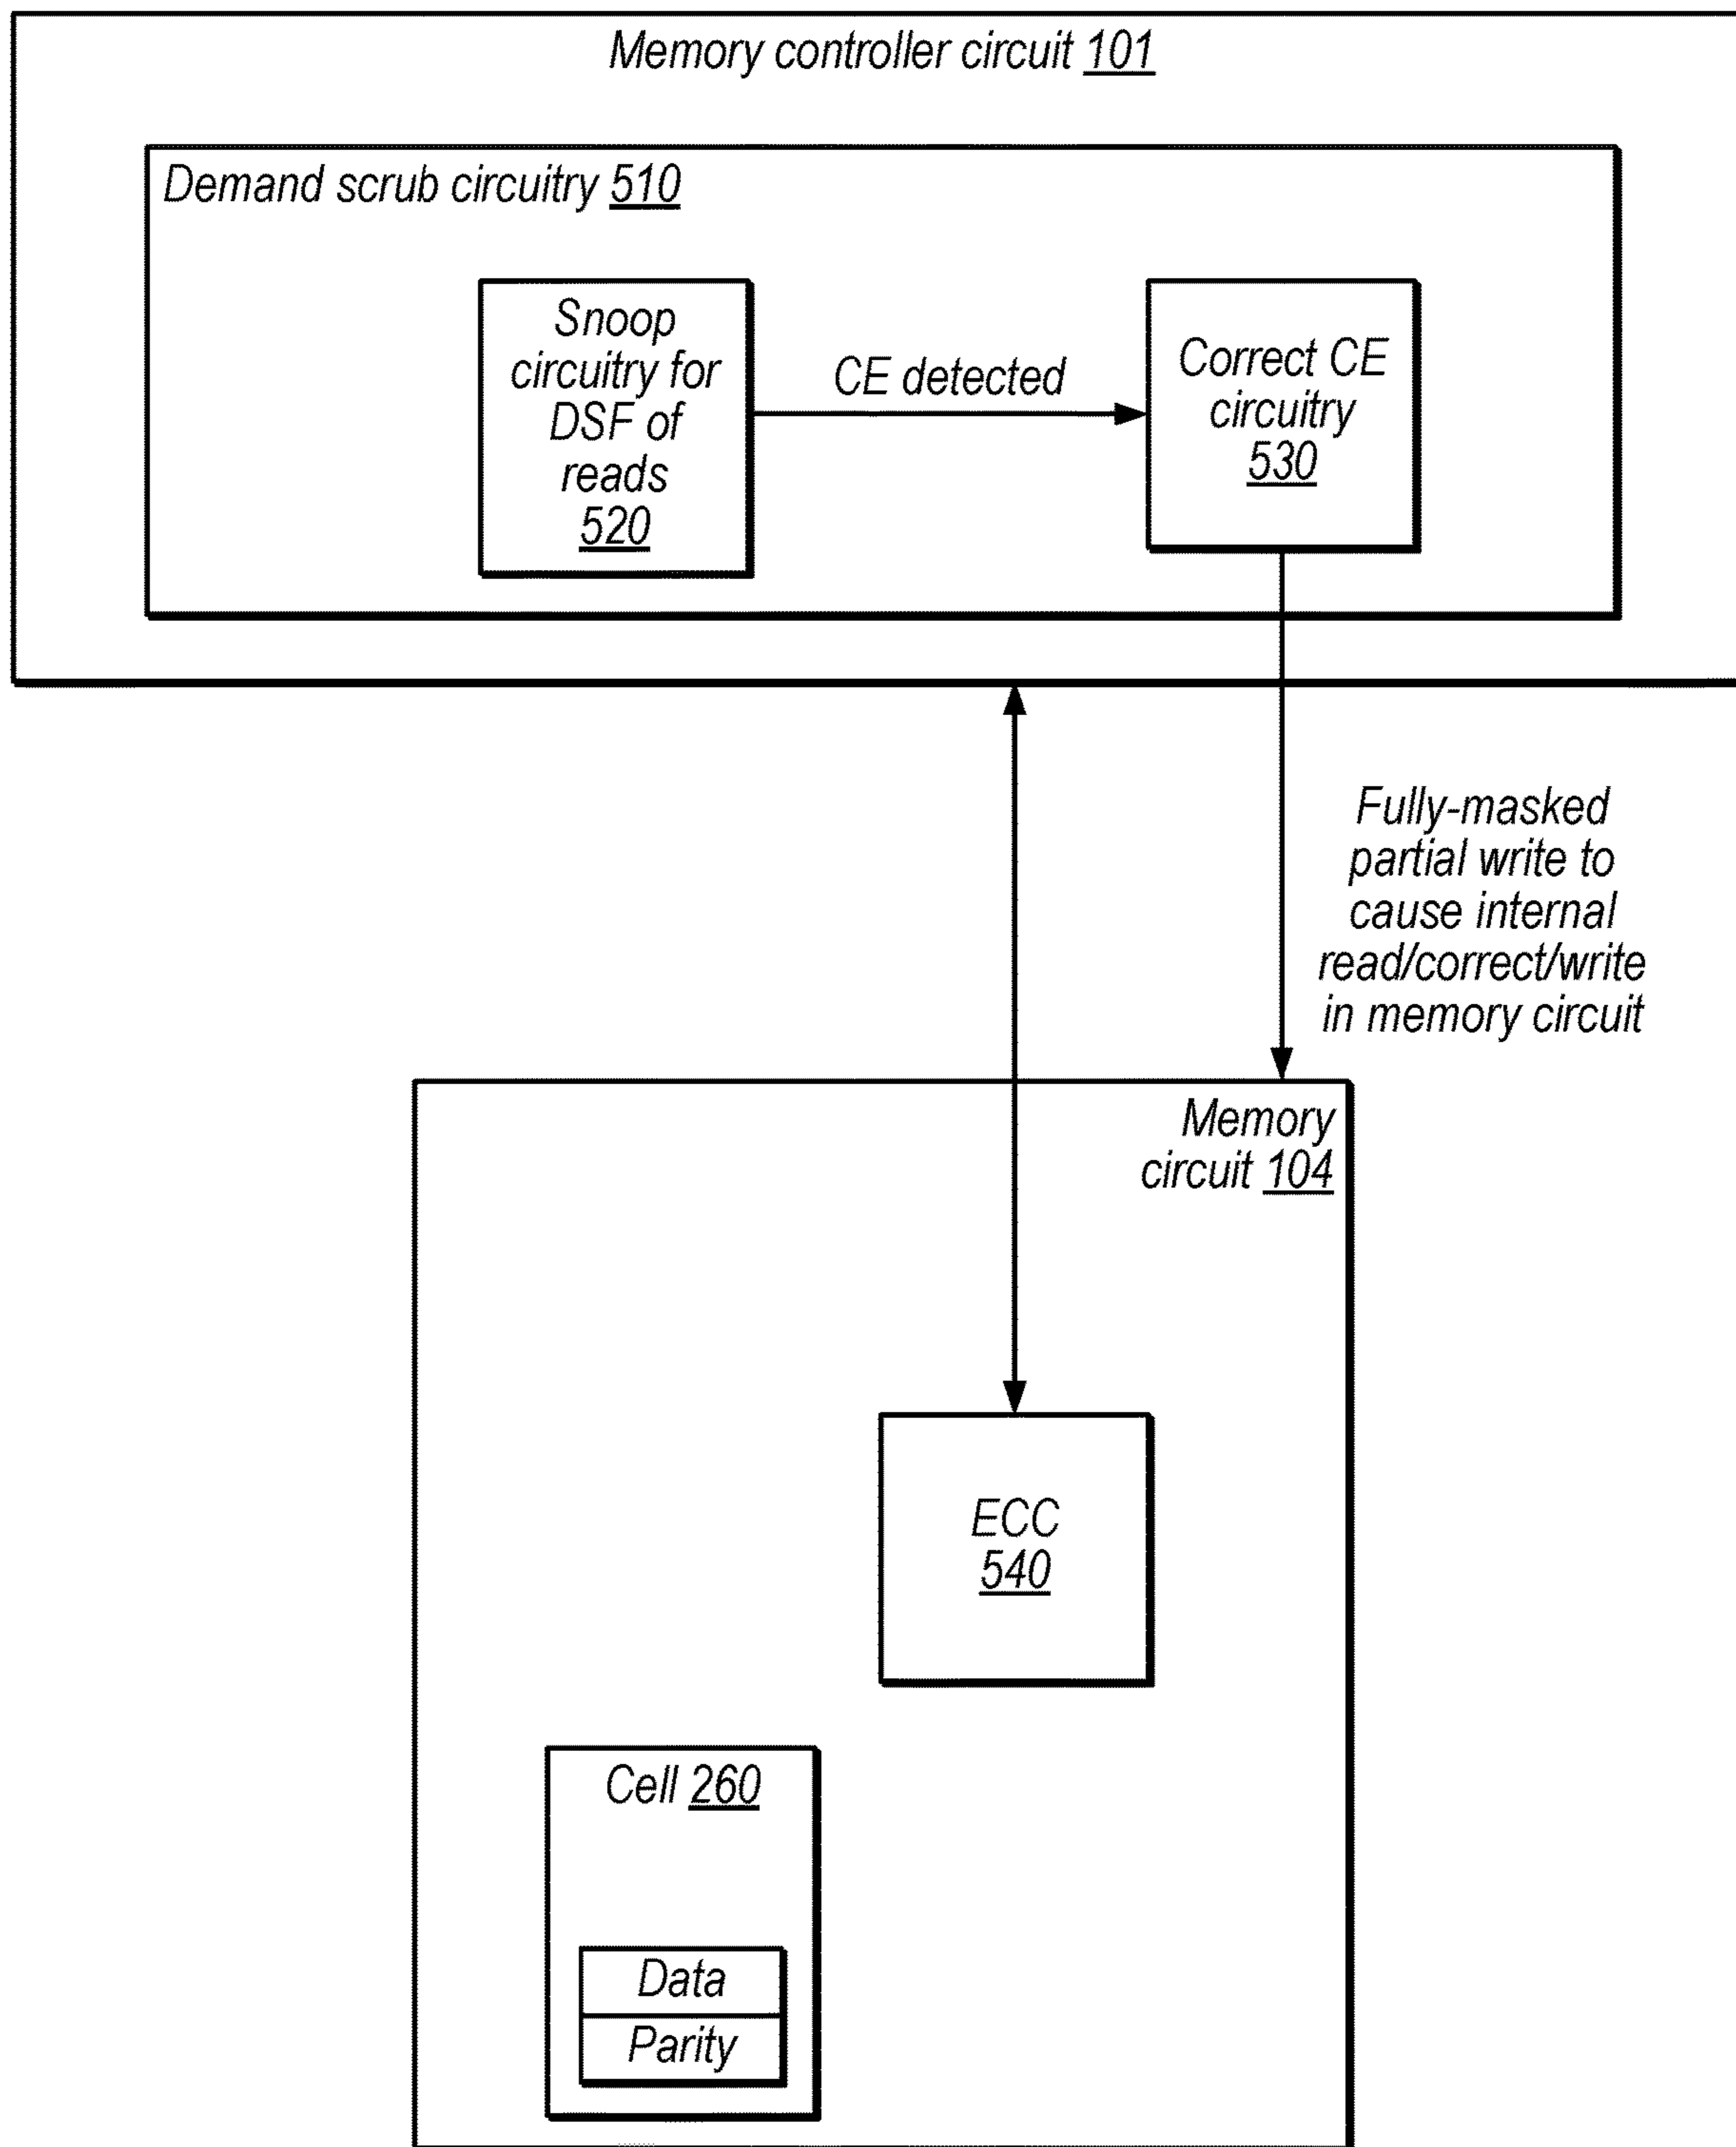 Memory controller circuit 101
Demand scrub circuitry 510
Snoop
circuitry for
DSF of
reads
520
CE detected
Correct CE
circuitry
530
Fully-masked
partial write to
cause internal
read/correct/write
in memory circuit
Memory
circuit 104
ECC
540
Cell 260
Data
Parity